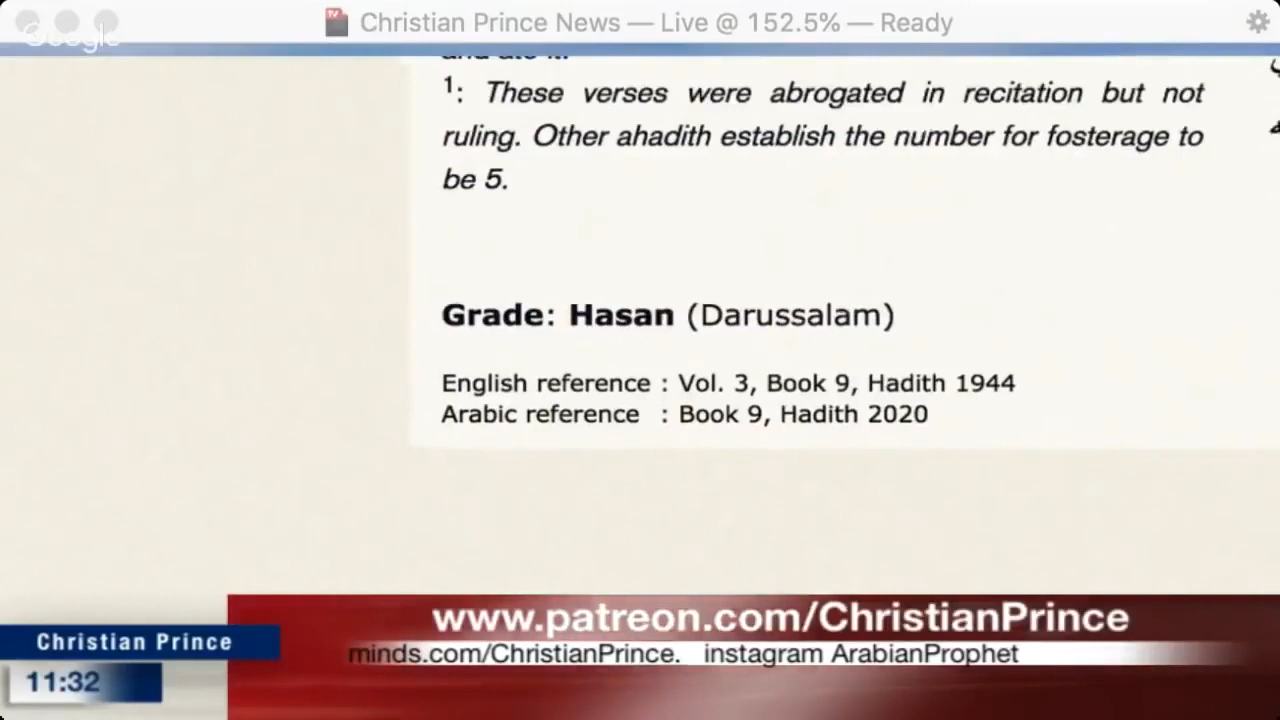 Christian Prince News — Live @ 152.5% — Ready
Google
1: These verses were abrogated in recitation but not
ruling. Other ahadith establish the number for fosterage to
be 5.
Grade: Hasan (Darussalam)
English reference : Vol. 3, Book 9, Hadith 1944
Arabic reference : Book 9, Hadith 2020
www.patreon.com/ChristianPrince
Christian Prince
minds.com/ChristianPrince. instagram ArabianProphet
11:32